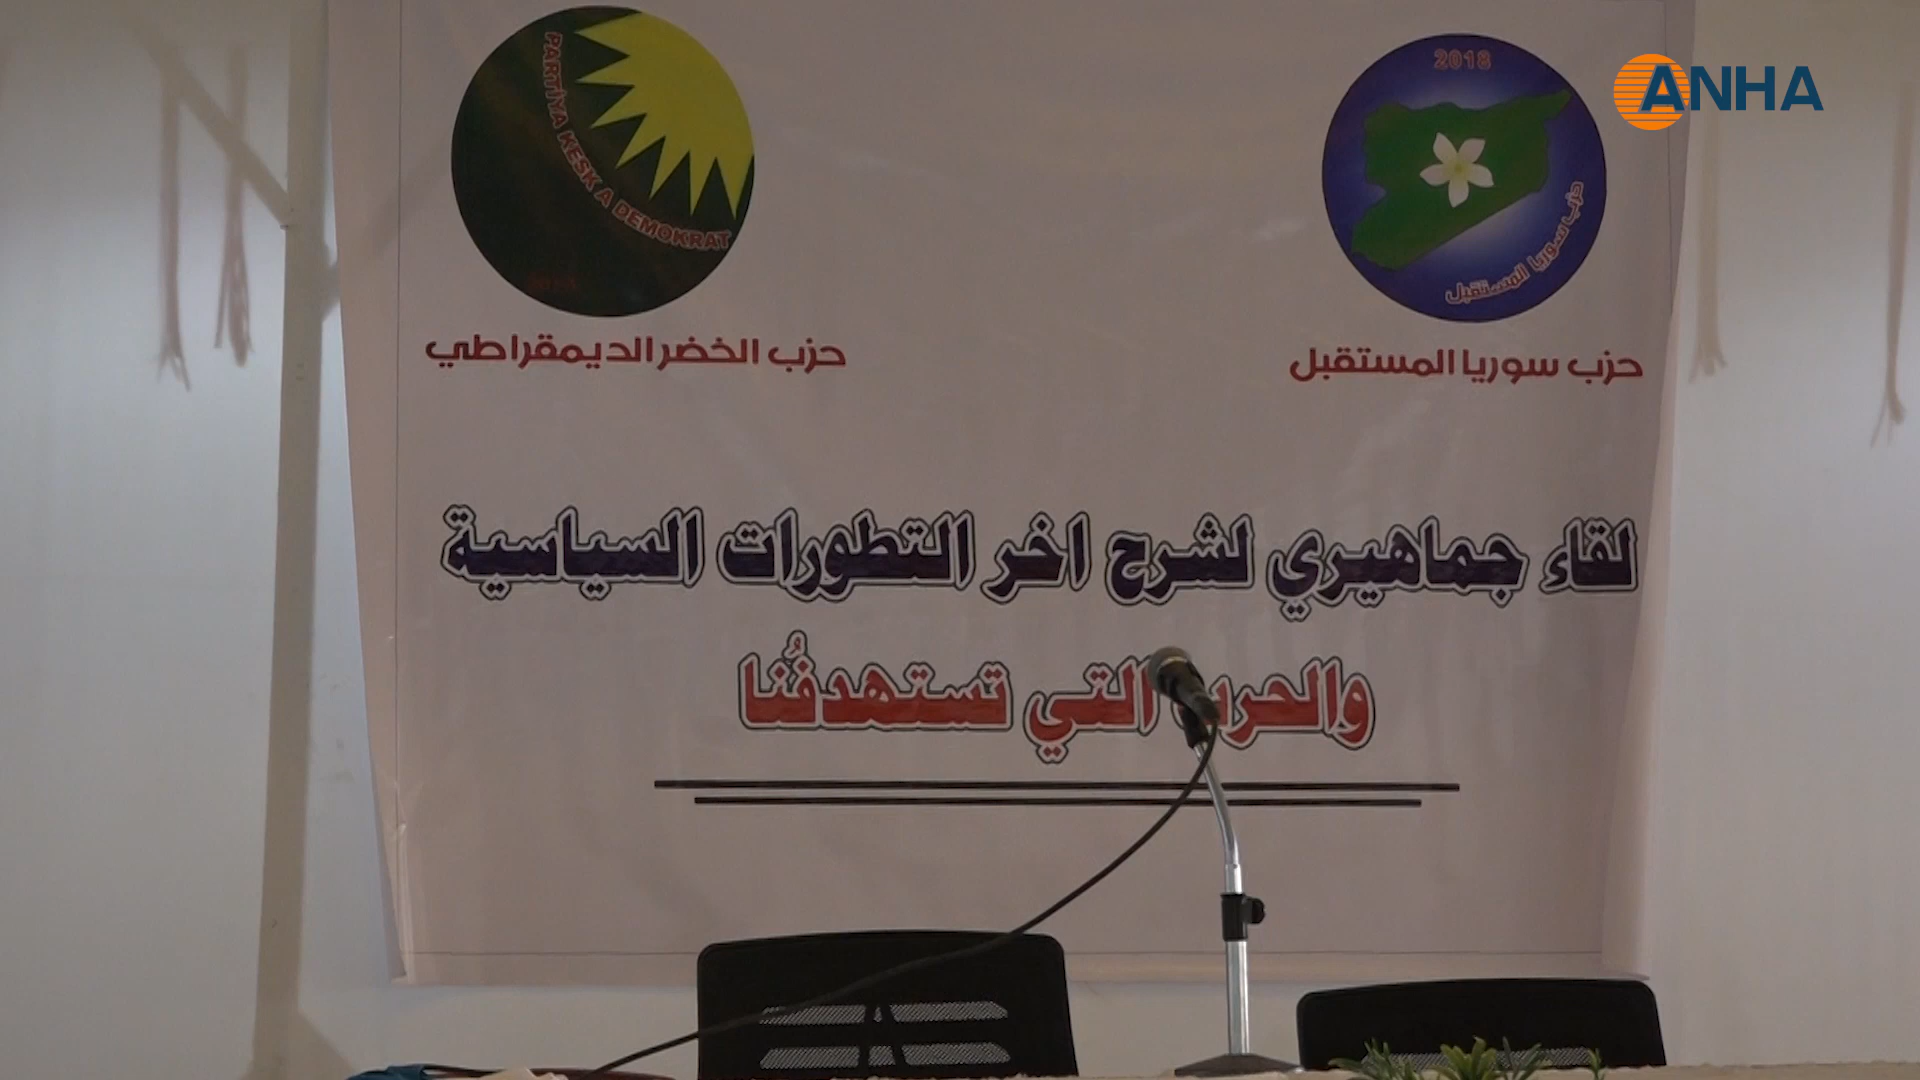 ANHA
2018
حزب سوريا المستقبل
PARTIYA KESK A DEMOKRAT
حزب سوريا المستقبل
حزب الخضر الديمقراطي
لقاء جماهيري لشرح اخر التطورات السياسية
والحرب التي تستهدفُنا